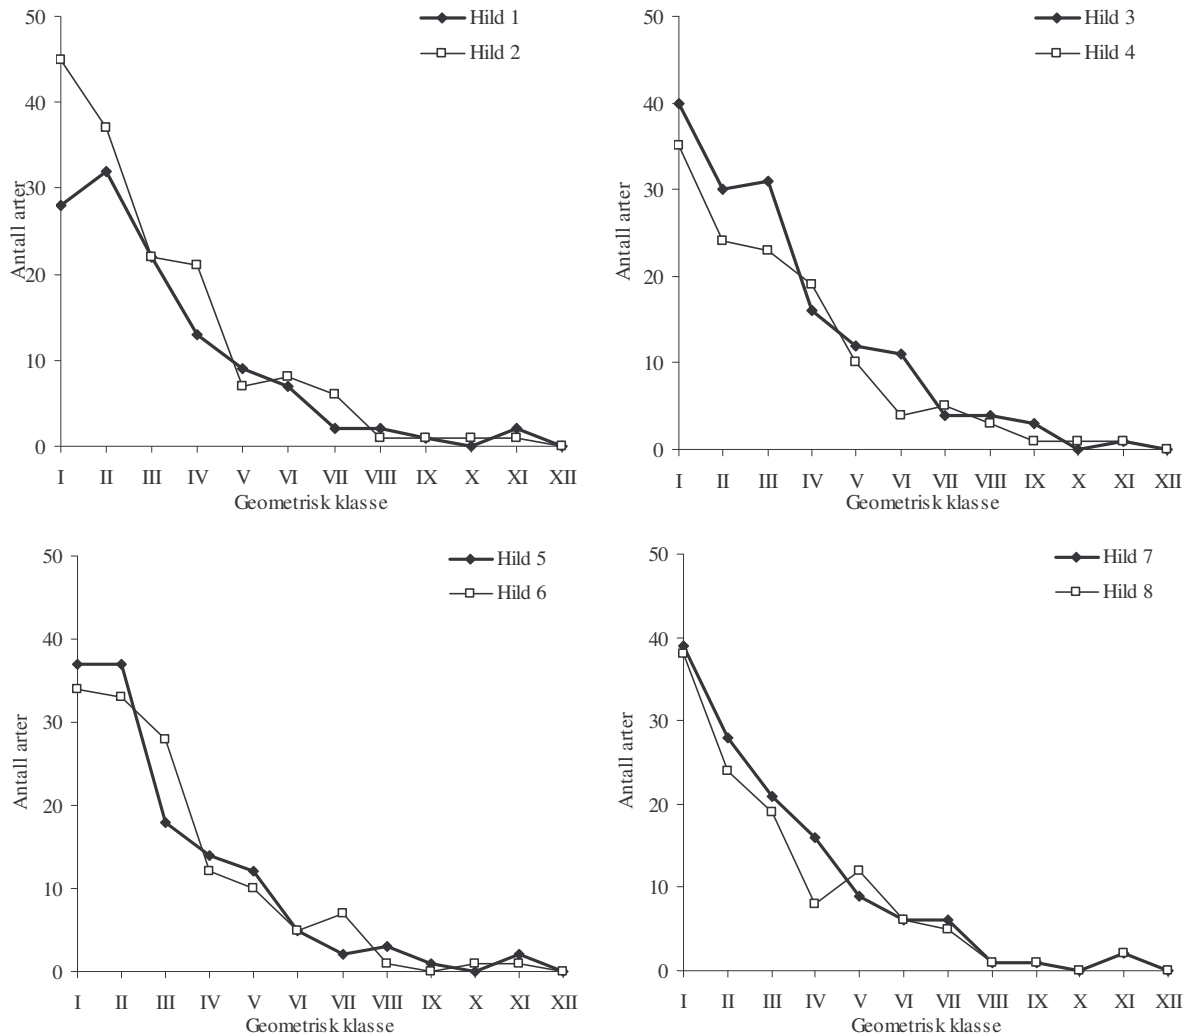 50
40
30
20
10
0
Antall arter
Hild 1
Hild 2
I II III IV V VI VII VIII IX X XI XII
Geometrisk klasse
50
40
30
20
10
0
Antall arter
Hild 3
Hild 4
I II III IV V VI VII VIII IX X XI XII
Geometrisk klasse
50
40
30
20
10
0
Antall arter
Hild 5
Hild 6
I II III IV V VI VII VIII IX X XI XII
Geometrisk klasse
50
40
30
20
10
0
Antall arter
Hild 7
Hild 8
I II III IV V VI VII VIII IX X XI XII
Geometrisk klasse